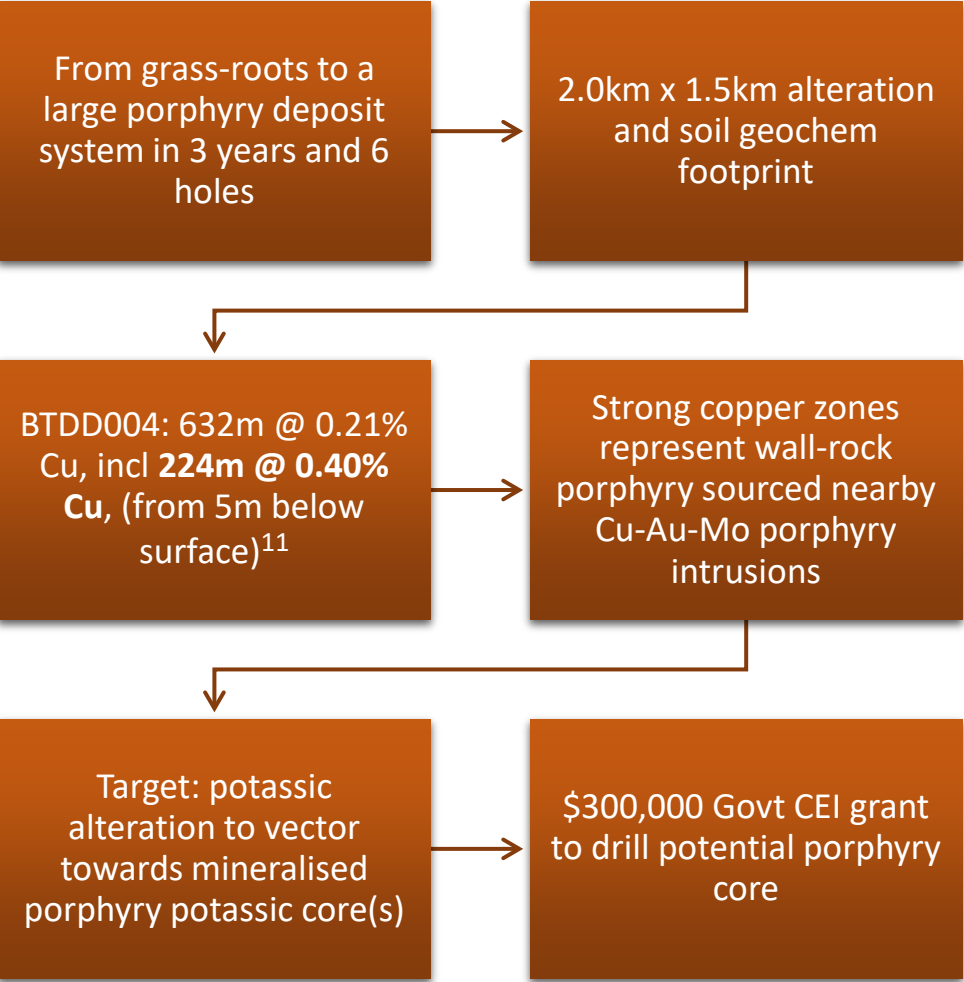 From grass-roots to a
large porphyry deposit
system in 3 years and 6
holes
2.0km x 1.5km alteration
and soil geochem
footprint
BTDD004: 632m @ 0.21%
Cu, incl 224m @ 0.40%
Cu, (from 5m below
surface)11
Strong copper zones
represent wall-rock
porphyry sourced nearby
Cu-Au-Mo porphyry
intrusions
Target: potassic
alteration to vector
towards mineralised
porphyry potassic core(s)
$300,000 Govt CEI grant
to drill potential porphyry
core